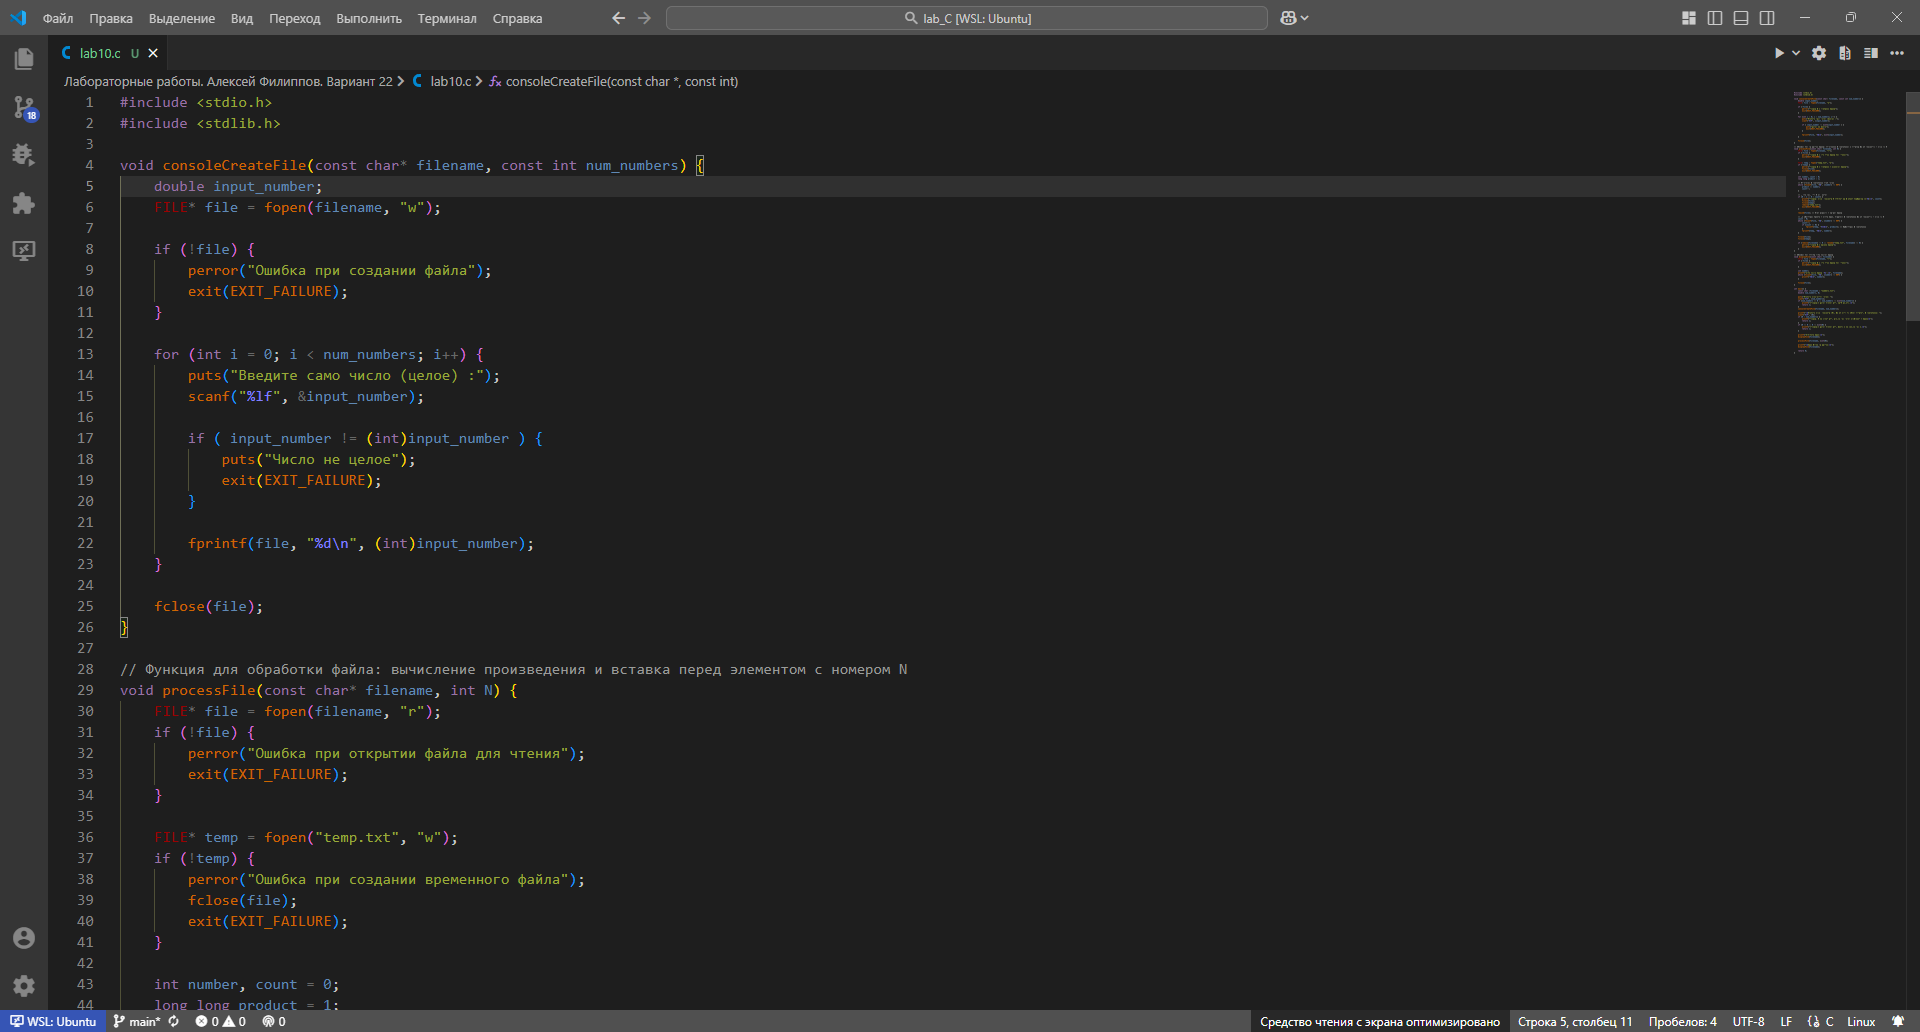 Файл Правка Выделение Вид Переход Выполнить Терминал Справка lab_C [WSL: Ubuntu]
lab10.c U
Лабораторные работы. Алексей Филиппов. Вариант 22 > C lab10.c > fx consoleCreateFile(const char *, const int)
18
1 #include <stdio.h>
2 #include <stdlib.h>
3
4 void consoleCreateFile(const char* filename, const int num_numbers) {
5 double input_number;
6 FILE* file = fopen(filename, "w");
7
8 if (!file) {
9 perror("Ошибка при создании файла");
10 exit(EXIT_FAILURE);
11 }
12
13 for (int i = 0; i < num_numbers; i++) {
14 puts("Введите само число (целое) :");
15 scanf("%lf", &input_number);
16
17 if ( input_number != (int)input_number ) {
18 puts("Число не целое");
19 exit(EXIT_FAILURE);
20 }
21
22 fprintf(file, "%d\n", (int)input_number);
23 }
24
25 fclose(file);
26 }
27
28 // Функция для обработки файла: вычисление произведения и вставка перед элементом с номером N
29 void processFile(const char* filename, int N) {
30 FILE* file = fopen(filename, "r");
31 if (!file) {
32 perror("Ошибка при открытии файла для чтения");
33 exit(EXIT_FAILURE);
34 }
35
36 FILE* temp = fopen("temp.txt", "w");
37 if (!temp) {
38 perror("Ошибка при создании временного файла");
39 fclose(file);
40 exit(EXIT_FAILURE);
41 }
42
43 int number, count = 0;
44 long long product = 1;
WSL: Ubuntu main* 0 0 0 Средство чтения с экрана оптимизировано Строка 5, столбец 11 Пробелов: 4 UTF-8 LF {} C Linux